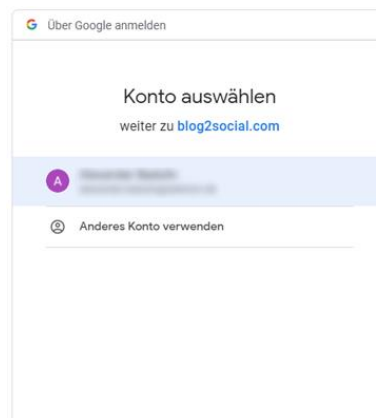 Über Google anmelden
Konto auswählen
weiter zu blog2social.com
A
Anderes Konto verwenden